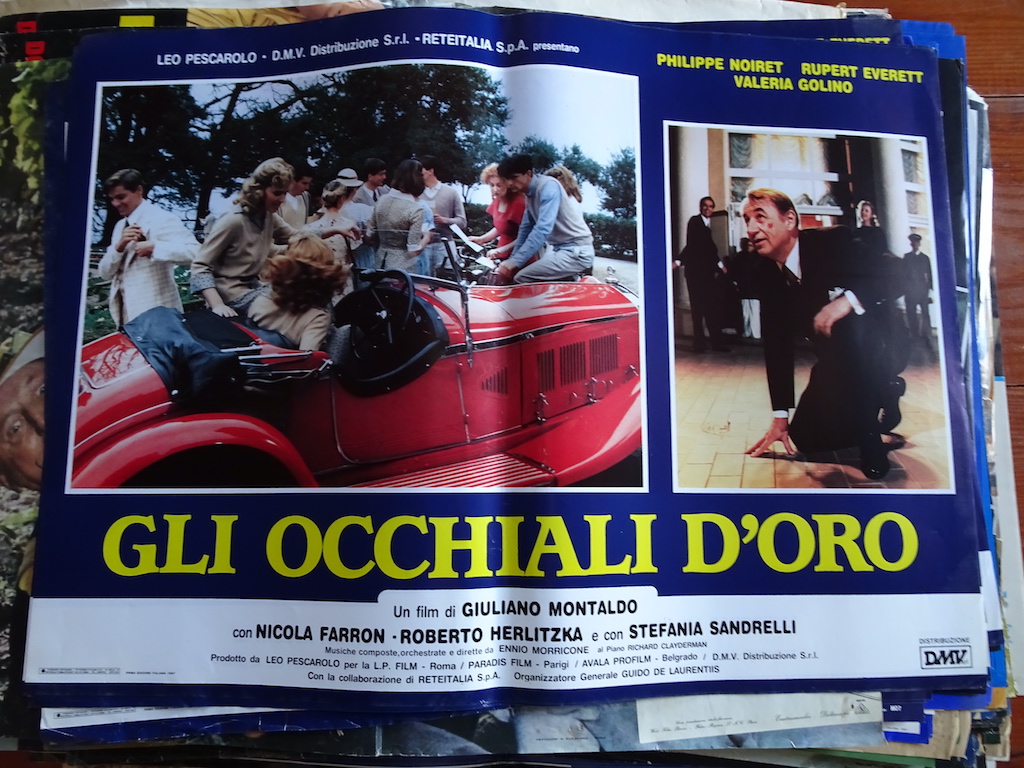 LEO PESCAROLO - D.M.V. Distribuzione S.r.l. - RETEITALIA S.p.A. presentano
PHILIPPE NOIRET RUPERT EVERETT
VALERIA GOLINO
EVERETT
GLI OCCHIALI D'ORO
Un film di GIULIANO MONTALDO
con NICOLA FARRON - ROBERTO HERLITZKA e con STEFANIA SANDRELLI
Musiche composte, orchestrate e dirette da ENNIO MORRICONE al Piano RICHARD CLAYDERMAN
Prodotto da LEO PESCAROLO per la L.P. FILM - Roma / PARADIS FILM - Parigi / AVALA PROFILM - Belgrado / D.M.V. Distribuzione S.r.l.
Con la collaborazione di RETEITALIA S.p.A. Organizzatore Generale GUIDO DE LAURENTIIS
DISTRIBUZIONE
DMV